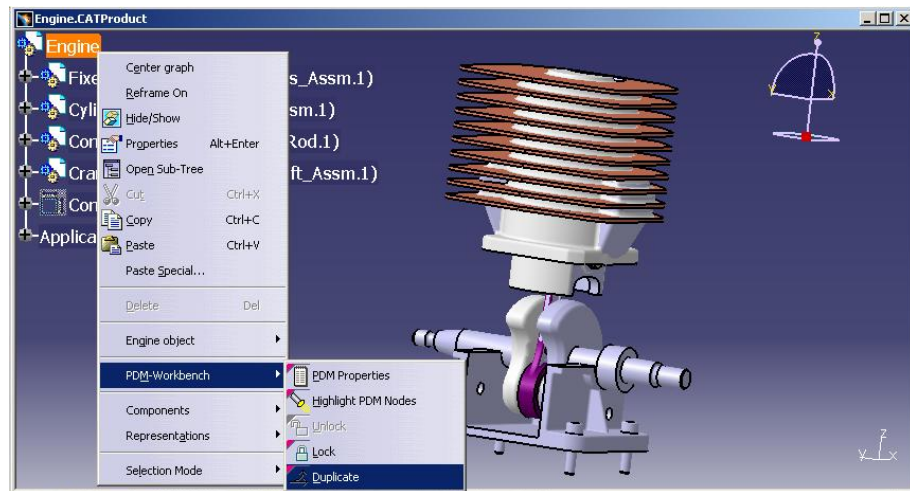 Engine.CATProduct
Engine
Fixe
s_Assm.1)
Cyli
sm.1)
Con
Rod.1)
Cra
ft_Assm.1)
Con
Applica
Center graph
Reframe On
Hide/Show
Properties Alt+Enter
Open Sub-Tree
Cut Ctrl+X
Copy Ctrl+C
Paste Ctrl+V
Paste Special...
Delete Del
Engine object
PDM-Workbench
Components
Representations
Selection Mode
PDM Properties
Highlight PDM Nodes
Unlock
Lock
Duplicate
z
y
x
z
y x